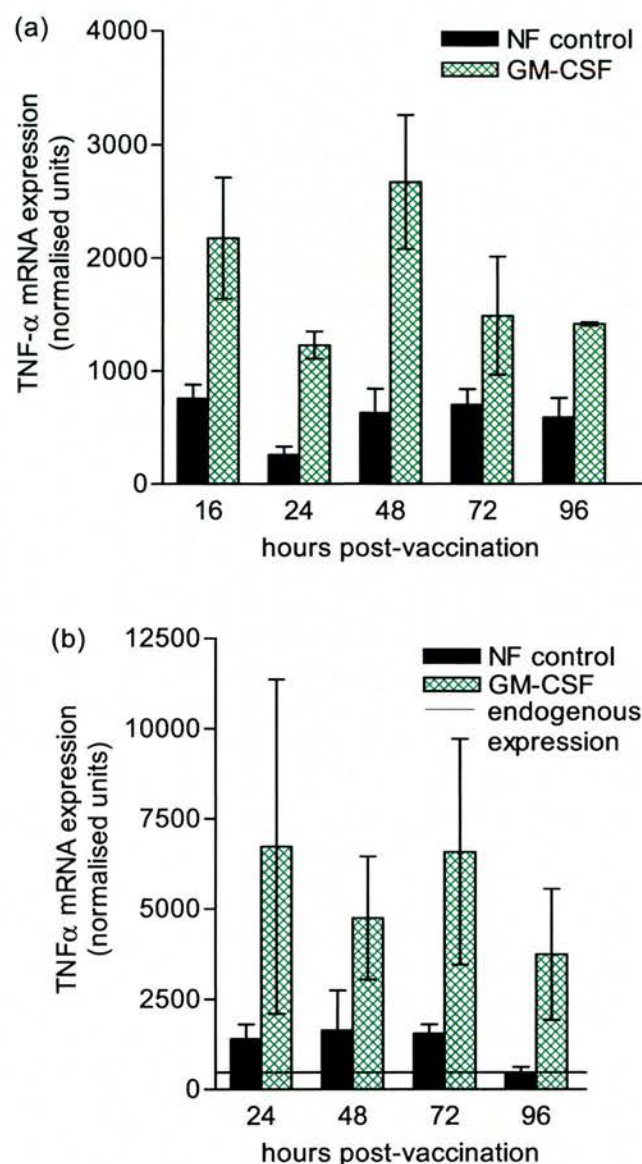 (a)
TNF-α mRNA expression
(normalised units)
4000
3000
2000
1000
0
NF control
GM-CSF
16 24 48 72 96
hours post-vaccination
(b)
TNFα mRNA expression
(normalised units)
12500
10000
7500
5000
2500
0
NF control
GM-CSF
endogenous
expression
24 48 72 96
hours post-vaccination